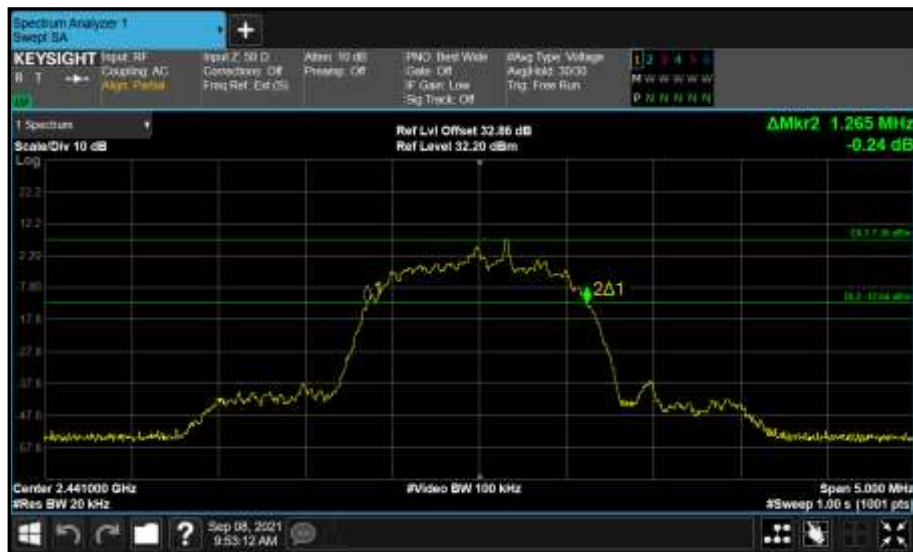 Spectrum Analyzer 1
Swept SA
KEYSIGHT
R T
Input: RF
Coupling: AC
Align: Partial
Input Z: 50 Ω
Corrections: Off
Freq Ref: Ext (S)
Atten: 10 dB
Preamp: Off
PNO: Best Wide
Gate: Off
IF Gain: Low
Sig Track: Off
#Avg Type: Voltage
Avg|Hold: 30/30
Trig: Free Run
1 2 3 4 5 6
M W W W W W
P N N N N N
1 Spectrum
Scale/Div 10 dB
Log
Ref Lvl Offset 32.86 dB
Ref Level 32.20 dBm
ΔMkr2 1.265 MHz
-0.24 dB
22.2
12.2
2.20
-7.80
-17.8
-27.8
-37.8
-47.8
-57.8
2Δ1
Center 2.441000 GHz
#Res BW 20 kHz
#Video BW 100 kHz
Span 5.000 MHz
#Sweep 1.00 s (1001 pts)
?
Sep 08, 2021
9:53:12 AM